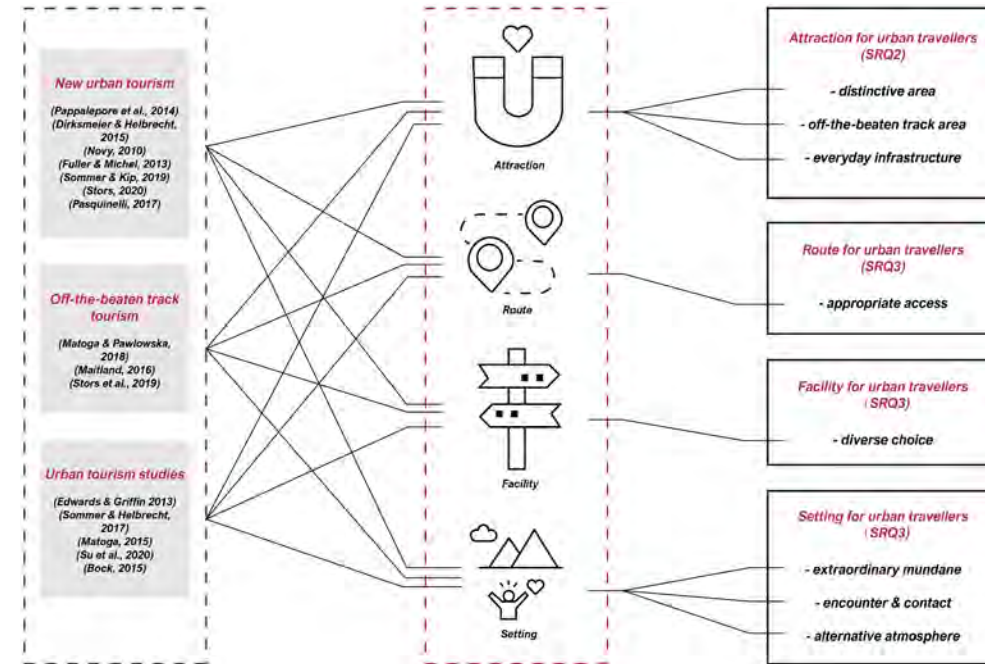 New urban tourism
(Pappalepore et al., 2014)
(Dirksmeier & Helbrecht,
2015)
(Novy, 2010)
(Fuller & Michel, 2013)
(Sommer & Kip, 2019)
(Stors, 2020)
(Pasquinelli, 2017)
Off-the-beaten track
tourism
(Matoga & Pawlowska,
2018)
(Maitland, 2016)
(Stors et al., 2019)
Urban tourism studies
(Edwards & Griffin 2013)
(Sommer & Helbrecht,
2017)
(Matoga, 2015)
(Su et al., 2020)
(Bock, 2015)
Attraction
Route
Facility
Setting
Attraction for urban travellers
(SRQ2)
- distinctive area
- off-the-beaten track area
- everyday infrastructure
Route for urban travellers
(SRQ3)
- appropriate access
Facility for urban travellers
(SRQ3)
- diverse choice
Setting for urban travellers
(SRQ3)
- extraordinary mundane
- encounter & contact
- alternative atmosphere